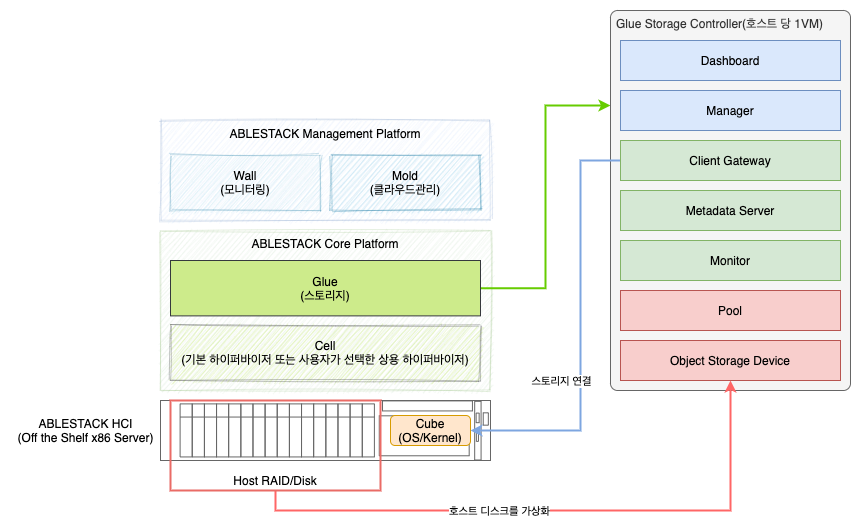 Glue Storage Controller(호스트 당 1VM)
Dashboard
Manager
Client Gateway
Metadata Server
Monitor
Pool
Object Storage Device
ABLESTACK Management Platform
Wall
(모니터링)
Mold
(클라우드관리)
ABLESTACK Core Platform
Glue
(스토리지)
Cell
(기본 하이퍼바이저 또는 사용자가 선택한 상용 하이퍼바이저)
스토리지 연결
ABLESTACK HCI
(Off the Shelf x86 Server)
Cube
(OS/Kernel)
Host RAID/Disk
호스트 디스크를 가상화